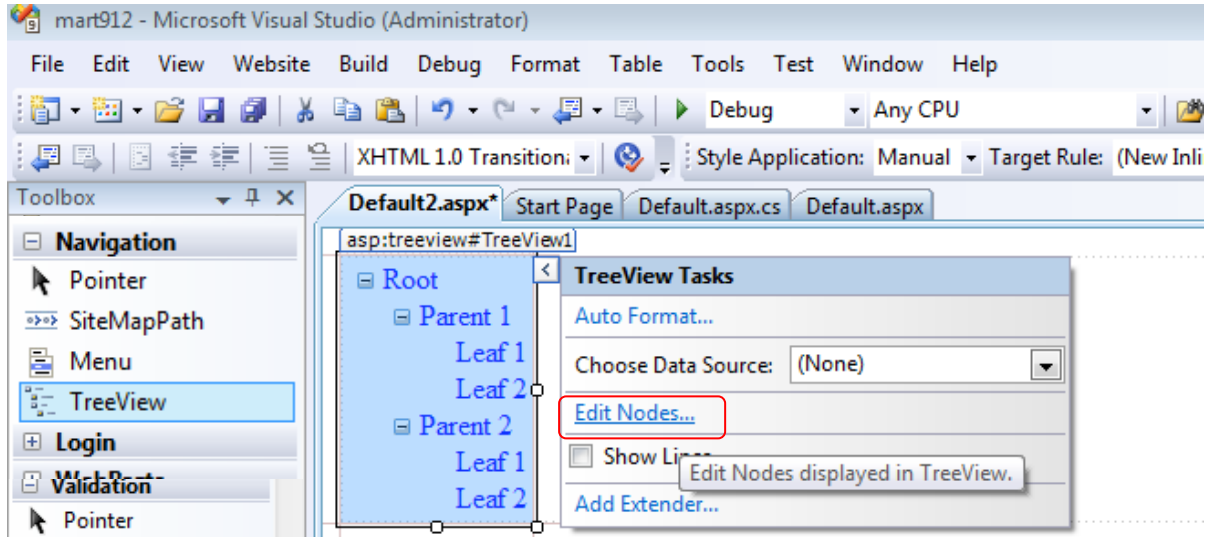 mart912 - Microsoft Visual Studio (Administrator)
File Edit View Website Build Debug Format Table Tools Test Window Help
Debug Any CPU
XHTML 1.0 Transition Style Application: Manual Target Rule: (New Inli
Toolbox
Default2.aspx* Start Page Default.aspx.cs Default.aspx
Navigation
Pointer
SiteMapPath
Menu
TreeView
Login
Validation
Pointer
asp:treeview#TreeView1
Root
Parent 1
Leaf 1
Leaf 2
Parent 2
Leaf 1
Leaf 2
TreeView Tasks
Auto Format...
Choose Data Source: (None)
Edit Nodes...
Show
Edit Nodes displayed in TreeView.
Add Extender...